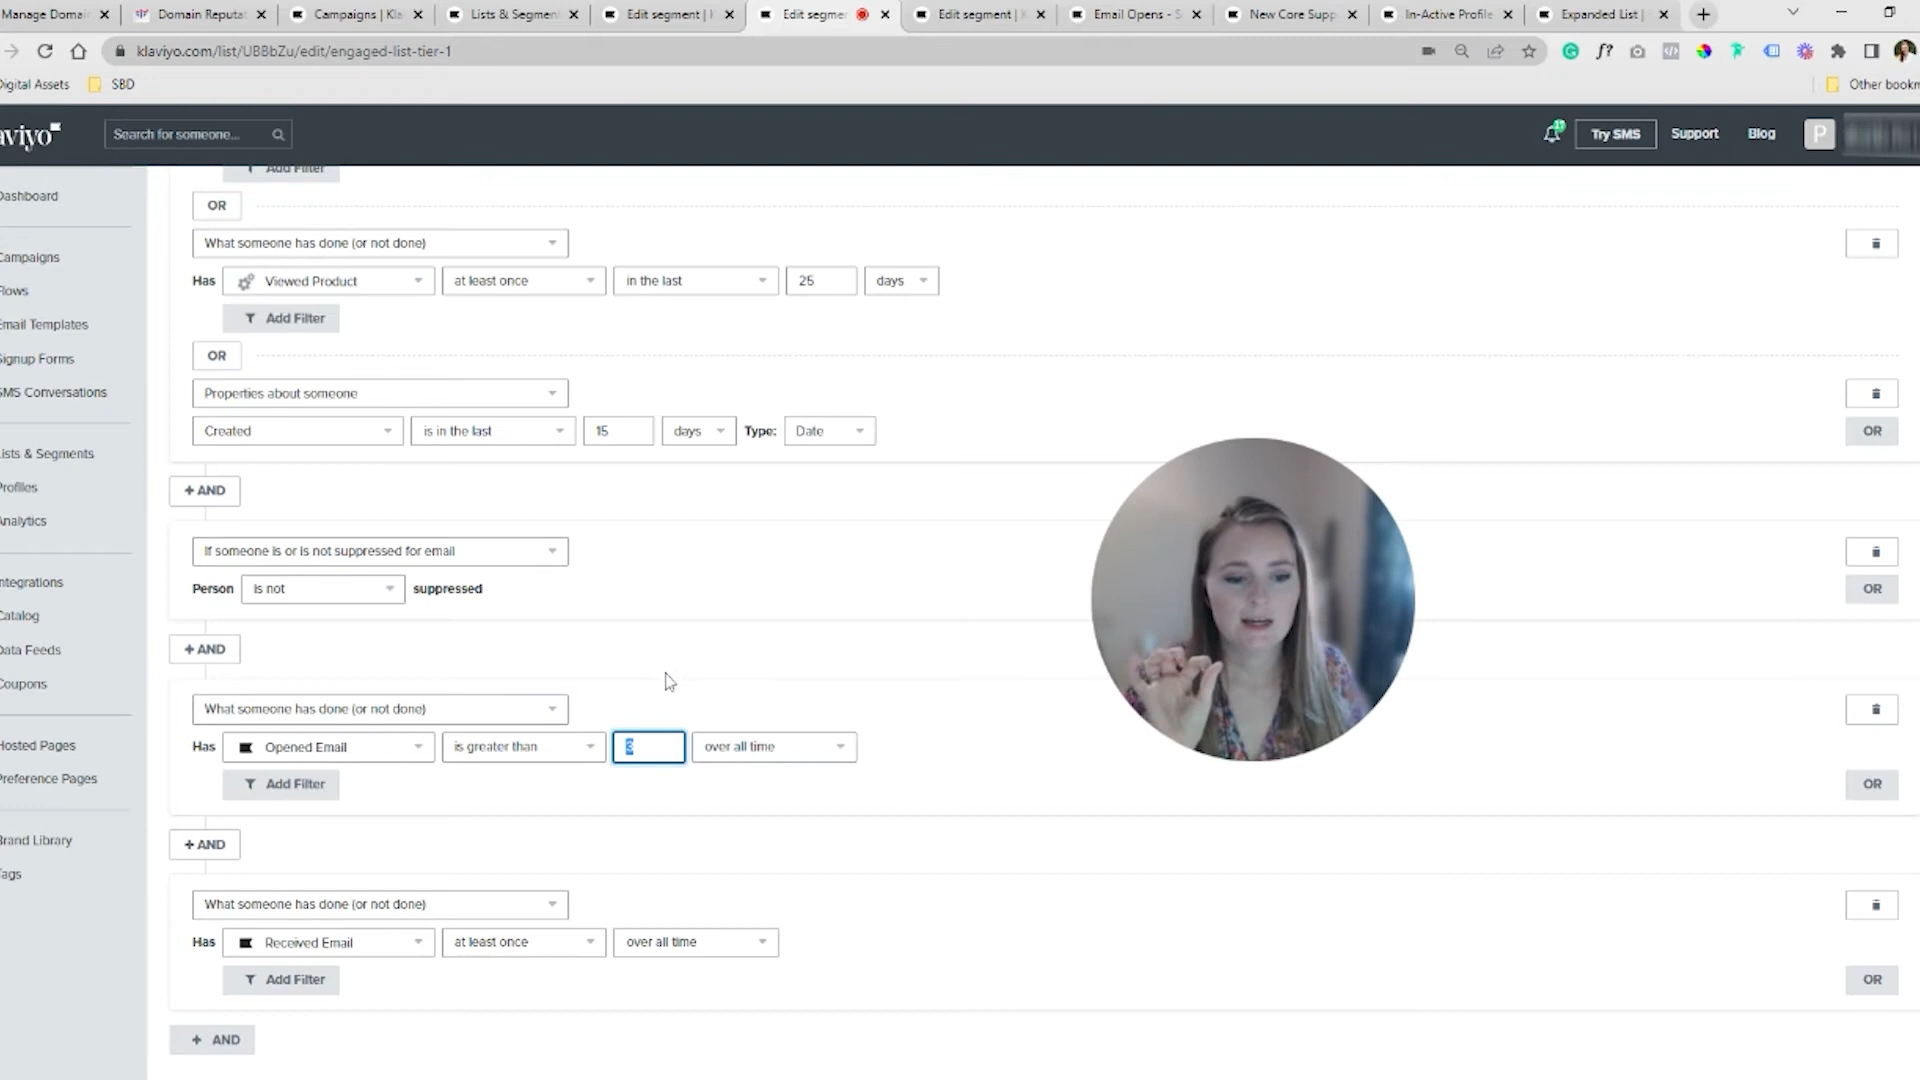 Manage Domain
Domain Reputat
Campaigns | Kla
Lists & Segment
Edit segment |
Edit segme
Edit segment | K
Email Opens - S
New Core Supp
In-Active Profile
Expanded List |
klaviyo.com/list/UBBbZu/edit/engaged-list-tier-1
Digital Assets
SBD
Other bookm
aviyo
Search for someone...
17
Try SMS
Support
Blog
P
Dashboard
Campaigns
Flows
Email Templates
Signup Forms
SMS Conversations
Lists & Segments
Profiles
Analytics
Integrations
Catalog
Data Feeds
Coupons
Hosted Pages
Preference Pages
Brand Library
Tags
Add Filter
OR
What someone has done (or not done)
Has Viewed Product at least once in the last 25 days
Add Filter
OR
Properties about someone
Created is in the last 15 days Type: Date OR
+ AND
If someone is or is not suppressed for email
Person is not suppressed OR
+ AND
What someone has done (or not done)
Has Opened Email is greater than 3 over all time
Add Filter OR
+ AND
What someone has done (or not done)
Has Received Email at least once over all time
Add Filter OR
+ AND